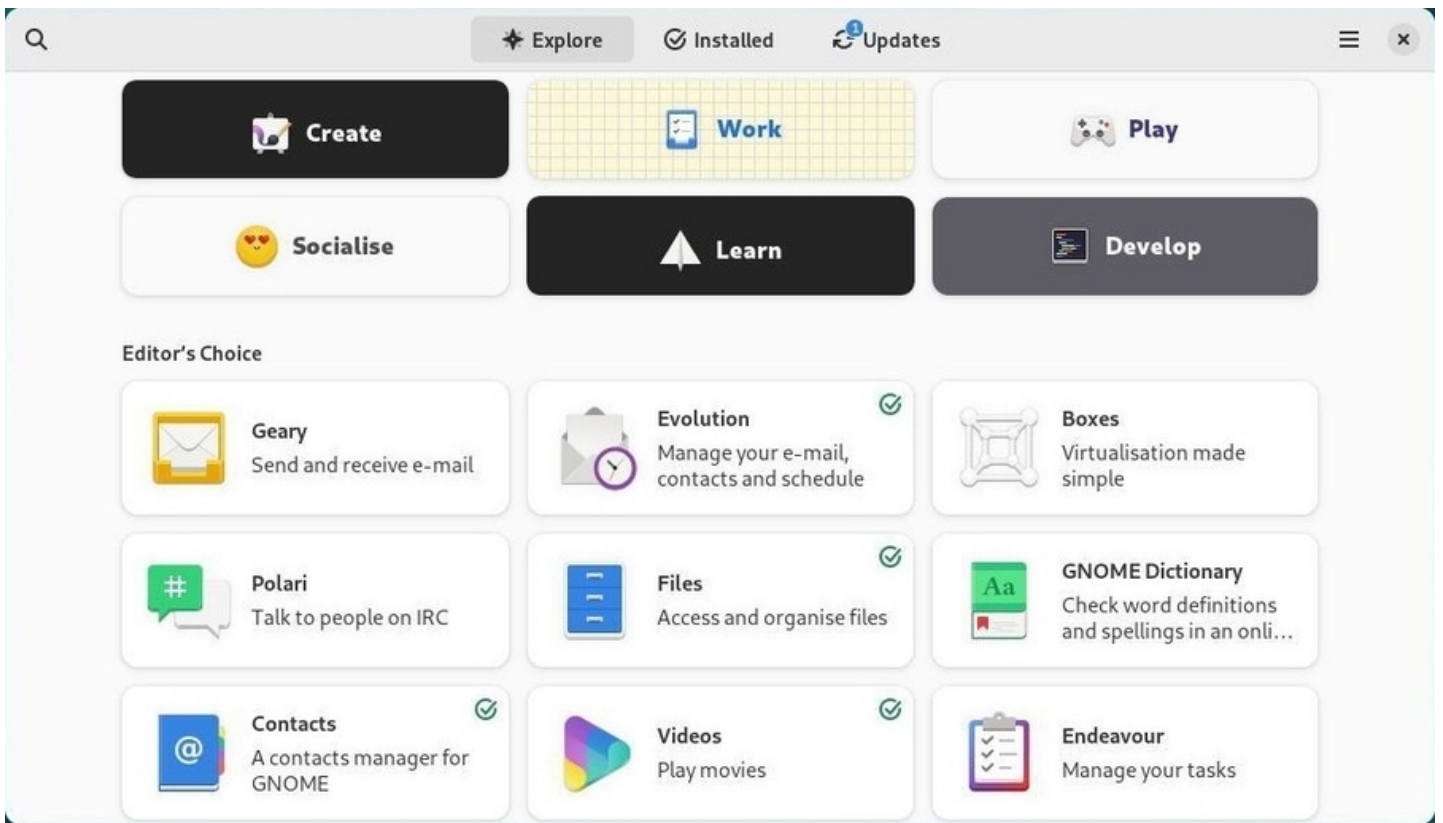 Explore
Installed
1
Updates
Create
Work
Play
Socialise
Learn
Develop
Editor's Choice
Geary
Send and receive e-mail
Evolution
Manage your e-mail,
contacts and schedule
Boxes
Virtualisation made
simple
Polari
Talk to people on IRC
Files
Access and organise files
Aa
GNOME Dictionary
Check word definitions
and spellings in an onli...
@
Contacts
A contacts manager for
GNOME
Videos
Play movies
Endeavour
Manage your tasks